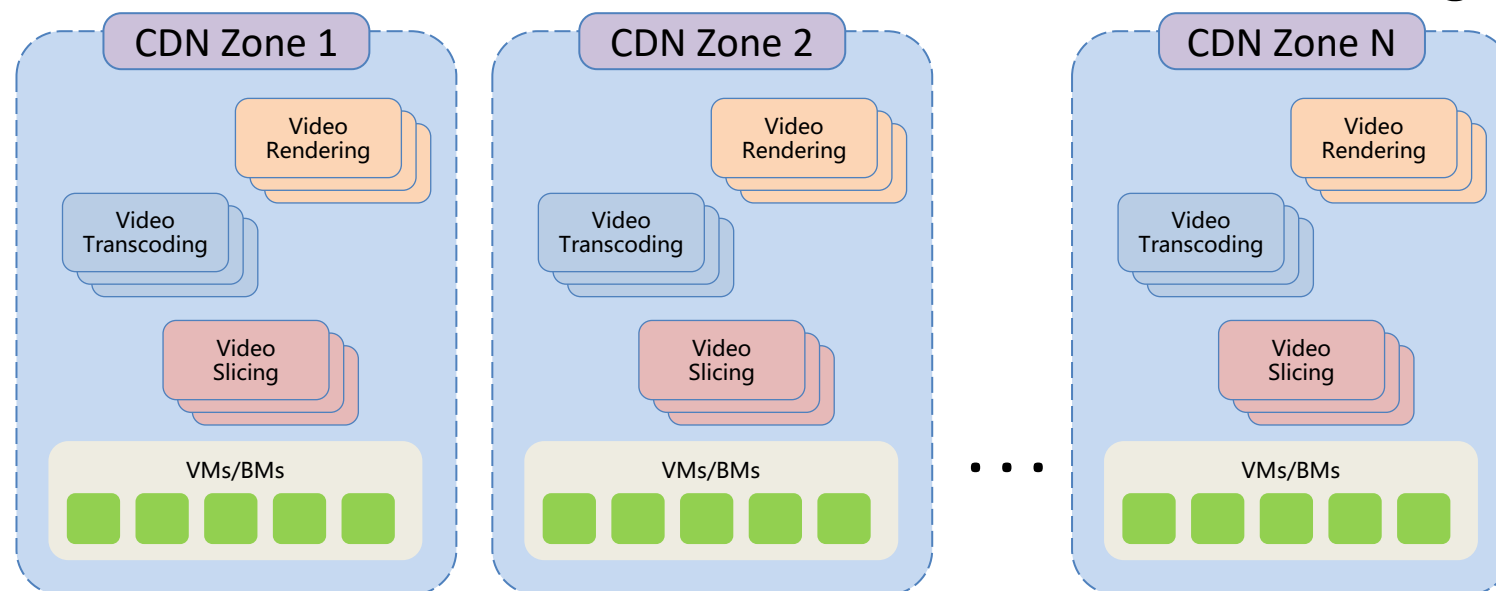 CDN Zone 1
Video
Rendering
Video
Transcoding
Video
Slicing
VMs/BMs
CDN Zone 2
Video
Rendering
Video
Transcoding
Video
Slicing
VMs/BMs
. . .
CDN Zone N
Video
Rendering
Video
Transcoding
Video
Slicing
VMs/BMs